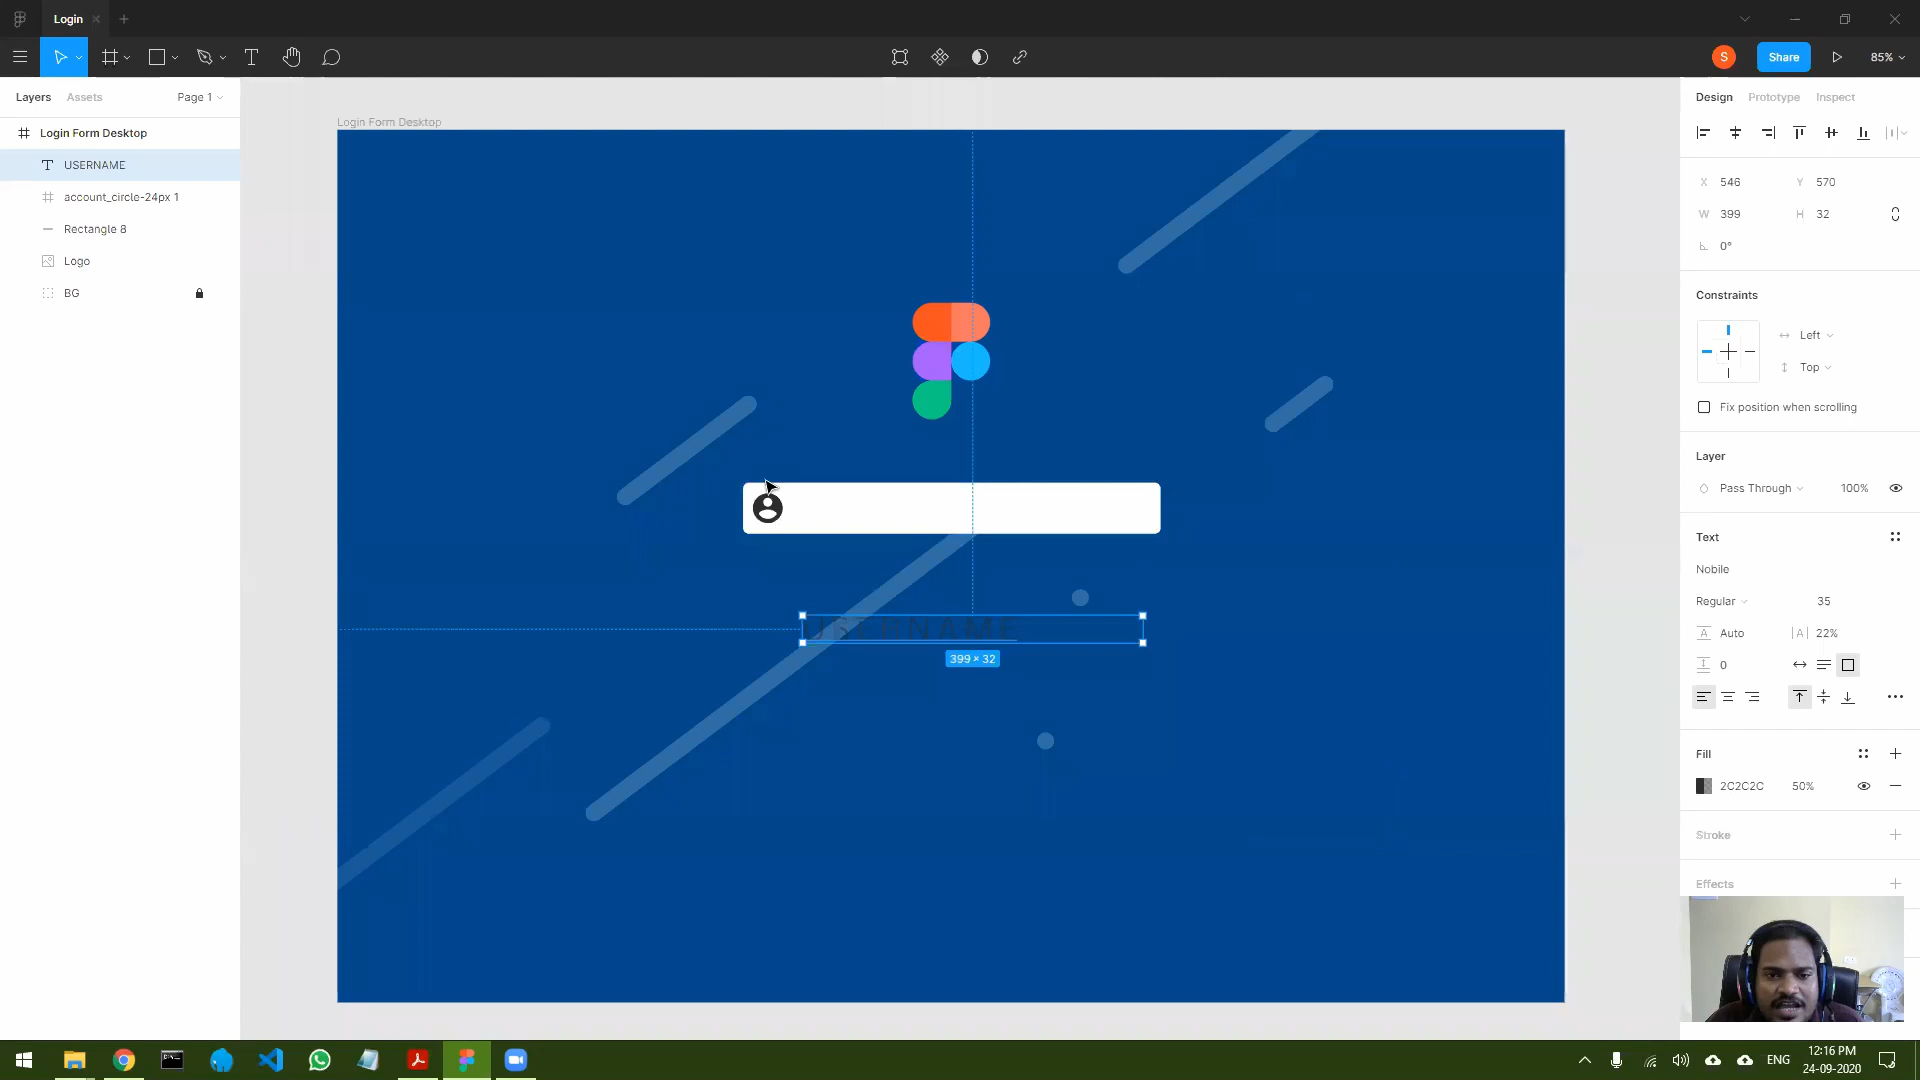 Login
Share
85%
Layers
Assets
Page 1
Design
Prototype
Inspect
Login Form Desktop
USERNAME
account_circle-24px 1
Rectangle 8
Logo
BG
Login Form Desktop
USERNAME
399 × 32
S
X 546
Y 570
W 399
H 32
0°
Constraints
Left
Top
Fix position when scrolling
Layer
Pass Through
100%
Text
Nobile
Regular
35
A Auto
|A| 22%
0
Fill
2C2C2C
50%
Stroke
Effects
ENG
12:16 PM
24-09-2020